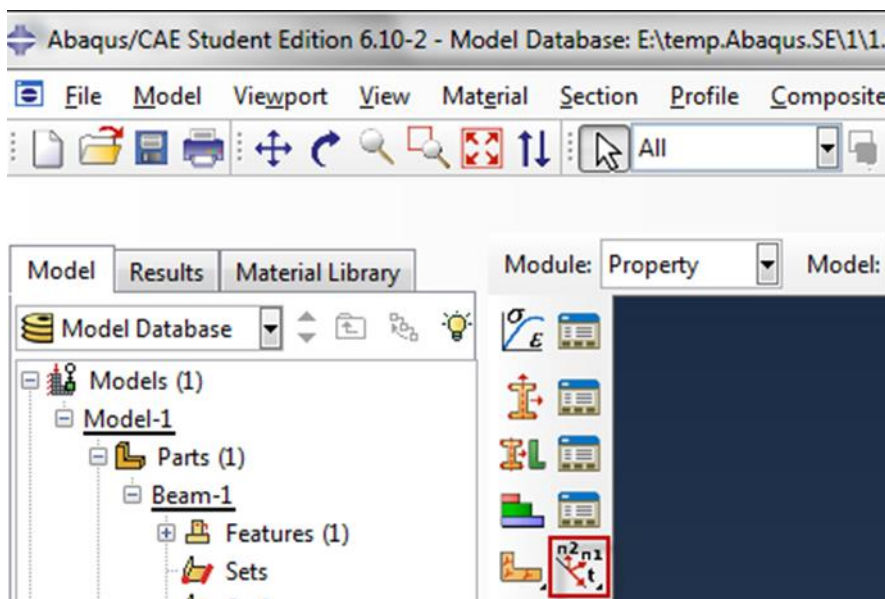 Abaqus/CAE Student Edition 6.10-2 - Model Database: E:\temp.Abaqus.SE\1\1.
File Model Viewport View Material Section Profile Composite
All
Model Results Material Library
Module: Property Model:
Model Database
σ ε
Models (1)
Model-1
Parts (1)
Beam-1
Features (1)
n2 n1 t
Sets